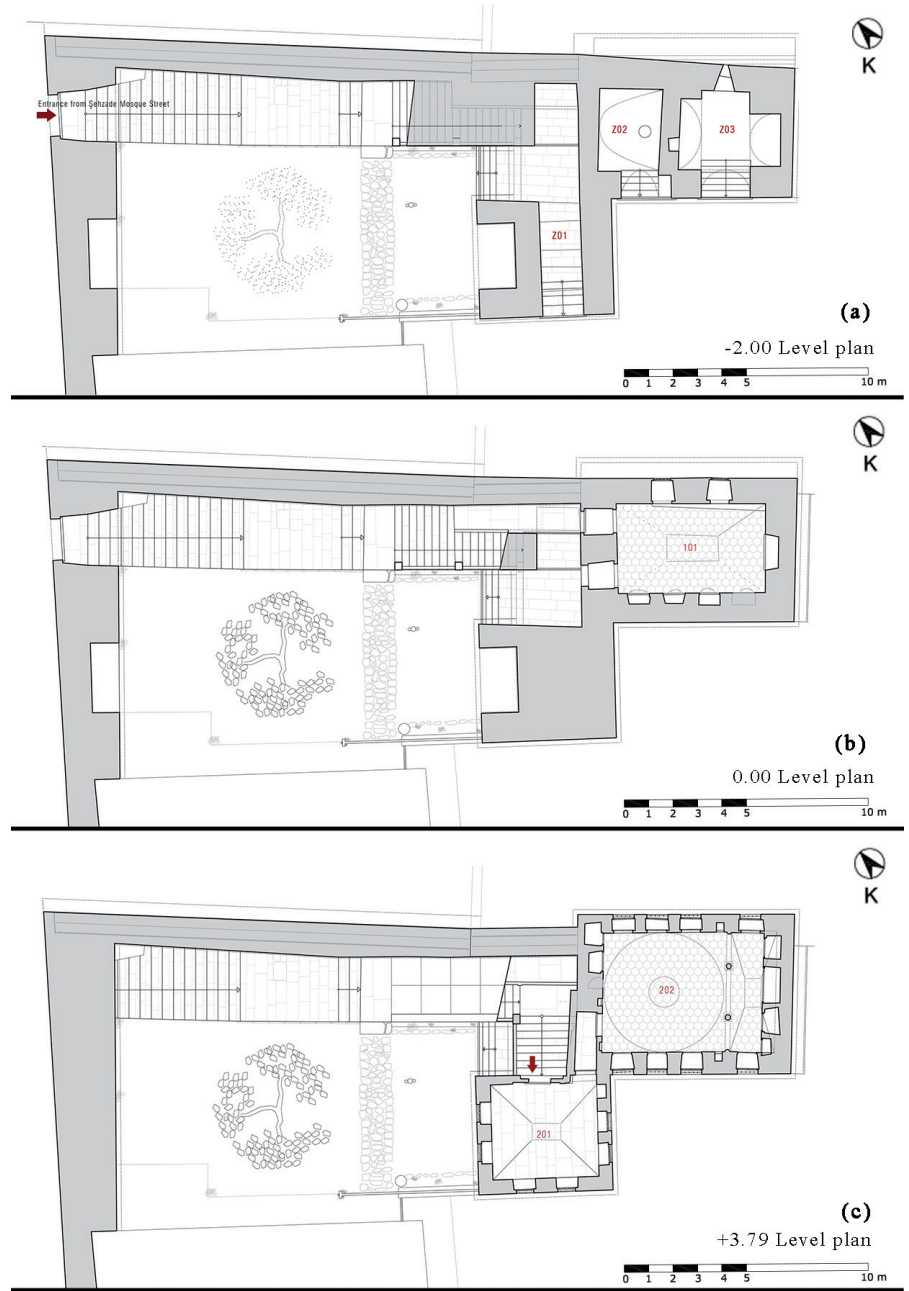 K
Entrance from Şehzade Mosque Street
Z02
Z03
Z01
(a)
-2.00 Level plan
0 1 2 3 4 5 10 m
K
101
(b)
0.00 Level plan
0 1 2 3 4 5 10 m
K
202
201
(c)
+3.79 Level plan
0 1 2 3 4 5 10 m